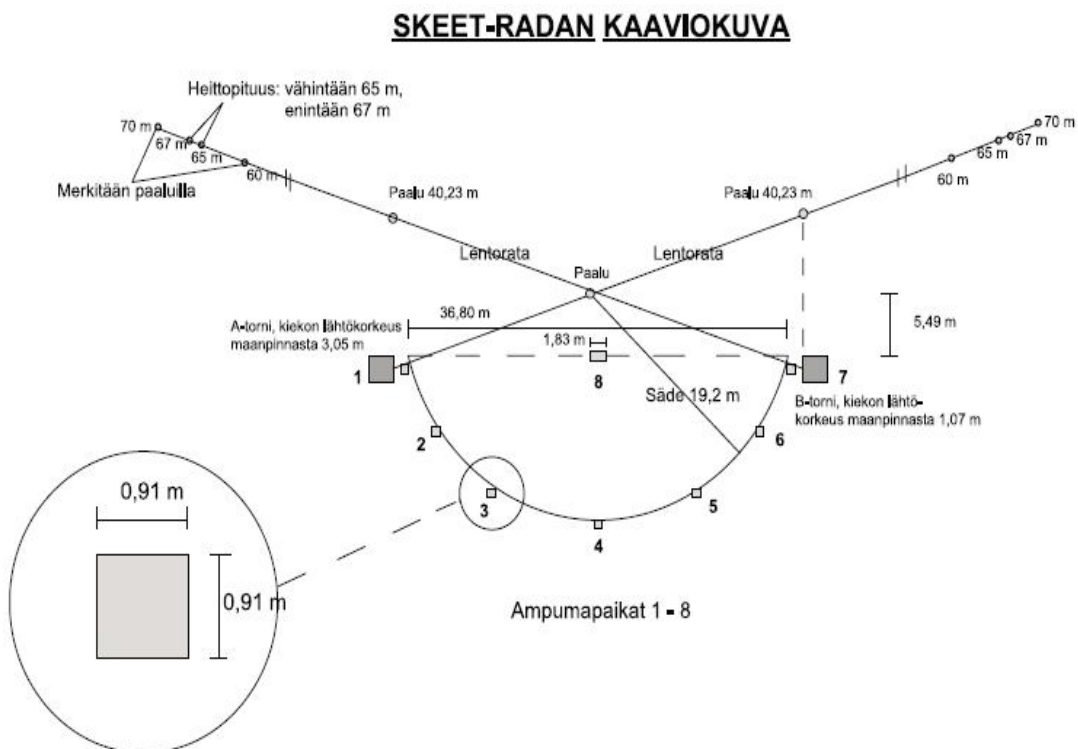 SKEET-RADAN KAAVIOKUVA
Heittopituus: vähintään 65 m,
enintään 67 m
70 m
67 m
65 m
60 m
Merkitään paaluilla
70 m
67 m
65 m
60 m
Paalu 40,23 m
Paalu 40,23 m
Lentorata
Lentorata
Paalu
36,80 m
A-torni, kiekon lähtökorkeus
maanpinnasta 3,05 m
1,83 m
5,49 m
1
8
7
Säde 19,2 m
B-torni, kiekon lähtö-
korkeus maanpinnasta 1,07 m
2
6
3
5
4
0,91 m
0,91 m
Ampumapaikat 1 - 8